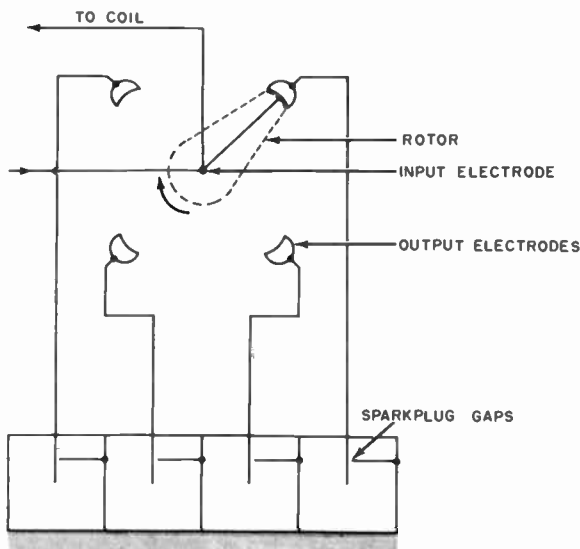 TO COIL
ROTOR
INPUT ELECTRODE
OUTPUT ELECTRODES
SPARKPLUG GAPS